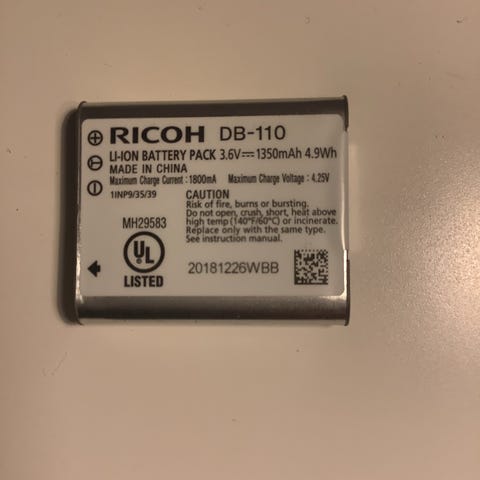 RICOH DB-110
LI-ION BATTERY PACK 3.6V⎓1350mAh 4.9Wh
MADE IN CHINA
Maximum Charge Current : 1800mA Maximum Charge Voltage : 4.25V
1INP9/35/39
CAUTION
Risk of fire, burns or bursting.
Do not open, crush, short, heat above
high temp (140°F/60°C) or incinerate.
Replace only with the same type.
See instruction manual.
MH29583
UL
LISTED
20181226WBB